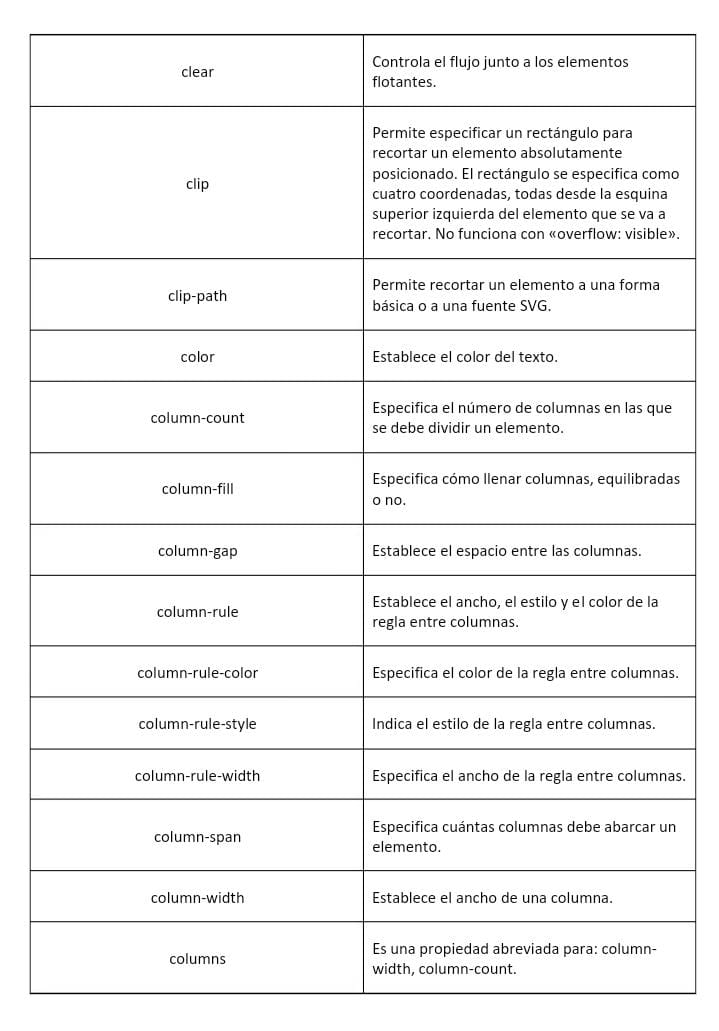 clear
Controla el flujo junto a los elementos
flotantes.
clip
Permite especificar un rectángulo para
recortar un elemento absolutamente
posicionado. El rectángulo se especifica como
cuatro coordenadas, todas desde la esquina
superior izquierda del elemento que se va a
recortar. No funciona con «overflow: visible».
clip-path
Permite recortar un elemento a una forma
básica o a una fuente SVG.
color
Establece el color del texto.
column-count
Especifica el número de columnas en las que
se debe dividir un elemento.
column-fill
Especifica cómo llenar columnas, equilibradas
o no.
column-gap
Establece el espacio entre las columnas.
column-rule
Establece el ancho, el estilo y el color de la
regla entre columnas.
column-rule-color
Especifica el color de la regla entre columnas.
column-rule-style
Indica el estilo de la regla entre columnas.
column-rule-width
Especifica el ancho de la regla entre columnas.
column-span
Especifica cuántas columnas debe abarcar un
elemento.
column-width
Establece el ancho de una columna.
columns
Es una propiedad abreviada para: column-
width, column-count.